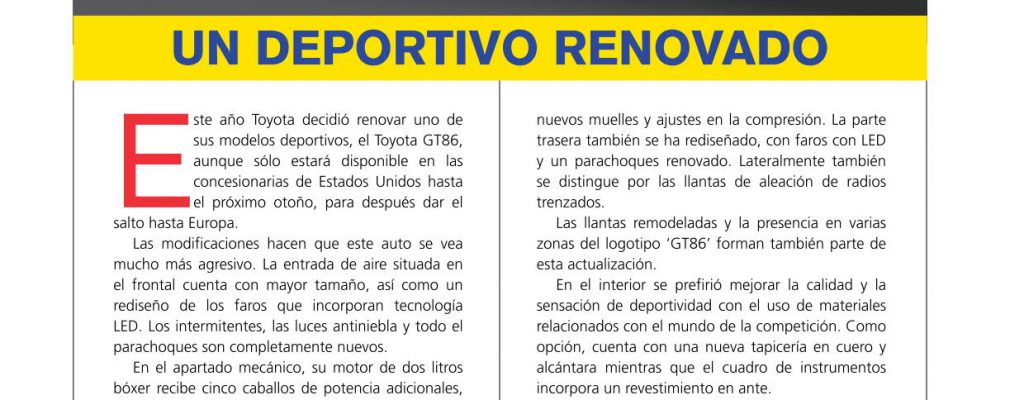 UN DEPORTIVO RENOVADO
Este año Toyota decidió renovar uno de
sus modelos deportivos, el Toyota GT86,
aunque sólo estará disponible en las
concesionarias de Estados Unidos hasta
el próximo otoño, para después dar el
salto hasta Europa.
Las modificaciones hacen que este auto se vea
mucho más agresivo. La entrada de aire situada en
el frontal cuenta con mayor tamaño, así como un
rediseño de los faros que incorporan tecnología
LED. Los intermitentes, las luces antiniebla y todo el
parachoques son completamente nuevos.
En el apartado mecánico, su motor de dos litros
bóxer recibe cinco caballos de potencia adicionales,
nuevos muelles y ajustes en la compresión. La parte
trasera también se ha rediseñado, con faros con LED
y un parachoques renovado. Lateralmente también
se distingue por las llantas de aleación de radios
trenzados.
Las llantas remodeladas y la presencia en varias
zonas del logotipo ‘GT86’ forman también parte de
esta actualización.
En el interior se prefirió mejorar la calidad y la
sensación de deportividad con el uso de materiales
relacionados con el mundo de la competición. Como
opción, cuenta con una nueva tapicería en cuero y
alcántara mientras que el cuadro de instrumentos
incorpora un revestimiento en ante.